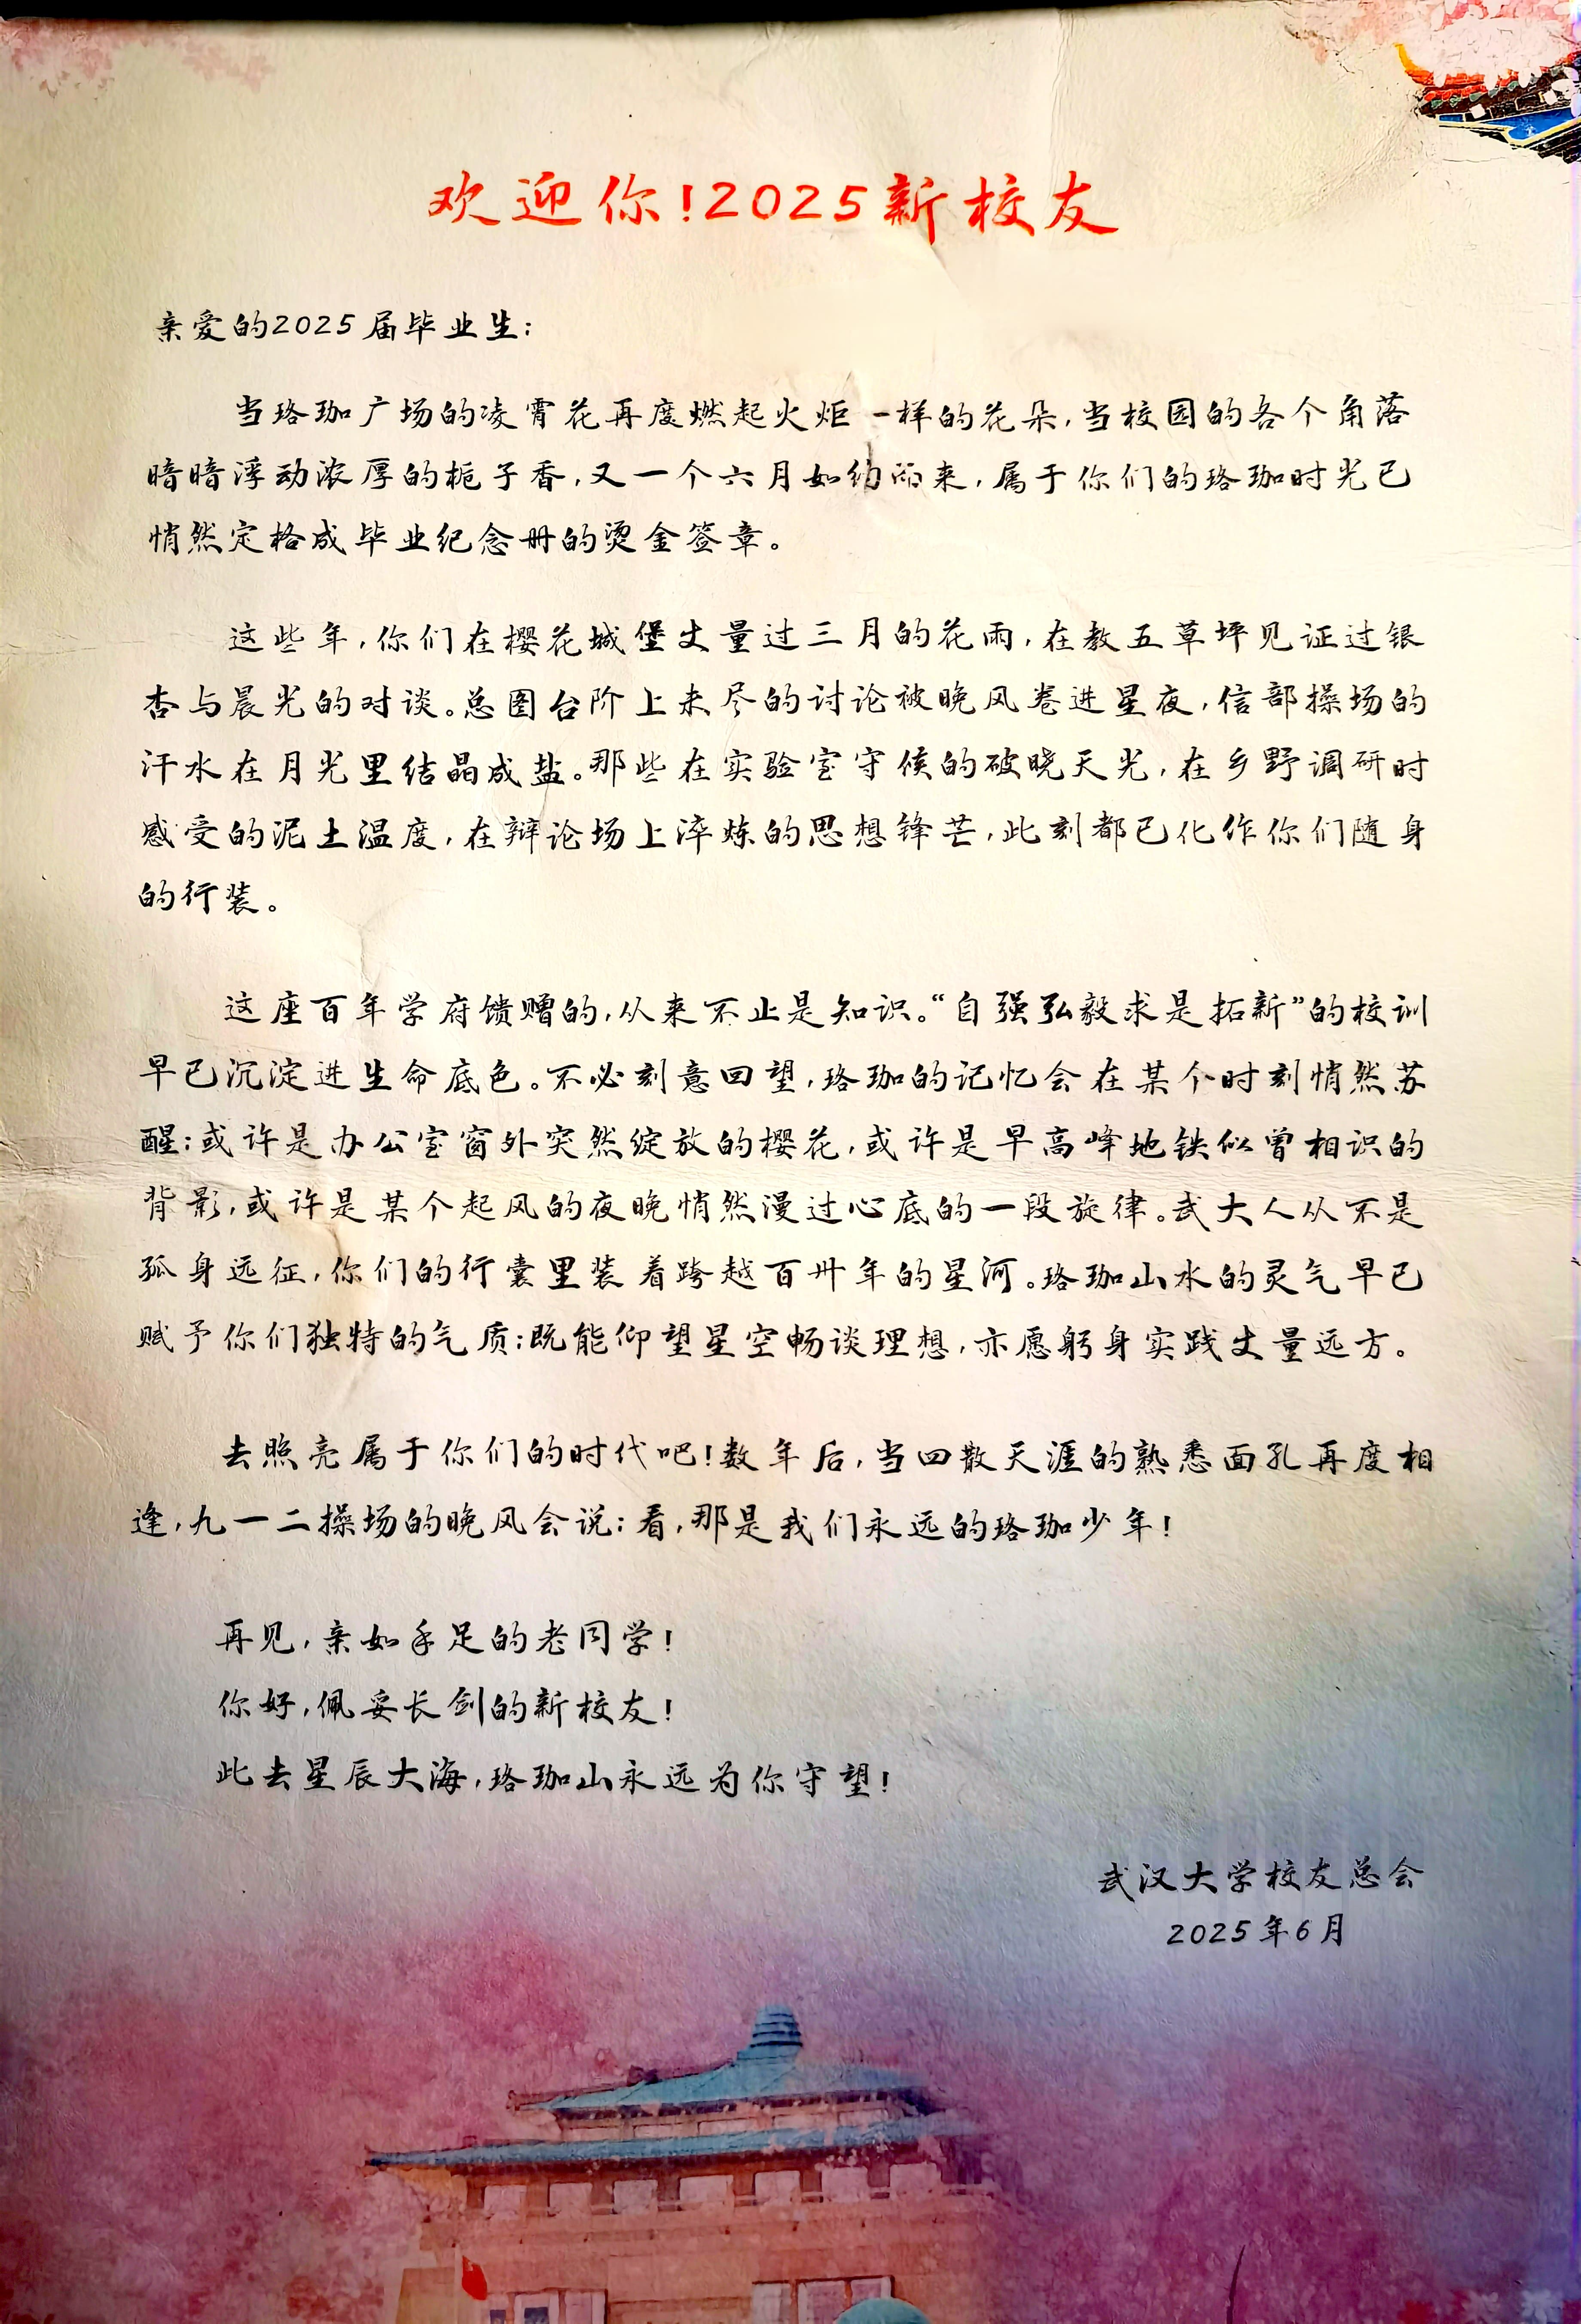 欢迎你!2025新校友
亲爱的2025届毕业生:
当珞珈广场的凌霄花再度燃起火炬一样的花朵,当校园的各个角落
暗暗浮动浓厚的栀子香,又一个六月如约而来,属于你们的珞珈时光已
悄然定格成毕业纪念册的烫金签章。
这些年,你们在樱花城堡丈量过三月的花雨,在教五草坪见证过银
杏与晨光的对谈。总图台阶上未尽的讨论被晚风卷进星夜,信部操场的
汗水在月光里结晶成盐。那些在实验室守候的破晓天光,在乡野调研时
感受的泥土温度,在辩论场上淬炼的思想锋芒,此刻都已化作你们随身
的行装。
这座百年学府馈赠的,从来不止是知识。“自强弘毅求是拓新”的校训
早已沉淀进生命底色。不必刻意回望,珞珈的记忆会在某个时刻悄然苏
醒:或许是办公室窗外突然绽放的樱花,或许是早高峰地铁似曾相识的
背影,或许是某个起风的夜晚悄然漫过心底的一段旋律。武大人从不是
孤身远征,你们的行囊里装着跨越百卅年的星河。珞珈山水的灵气早已
赋予你们独特的气质:既能仰望星空畅谈理想,亦愿躬身实践丈量远方。
去照亮属于你们的时代吧!数年后,当四散天涯的熟悉面孔再度相
逢,九一二操场的晚风会说:看,那是我们永远的珞珈少年!
再见,亲如手足的老同学!
你好,佩妥长剑的新校友!
此去星辰大海,珞珈山永远为你守望!
武汉大学校友总会
2025年6月